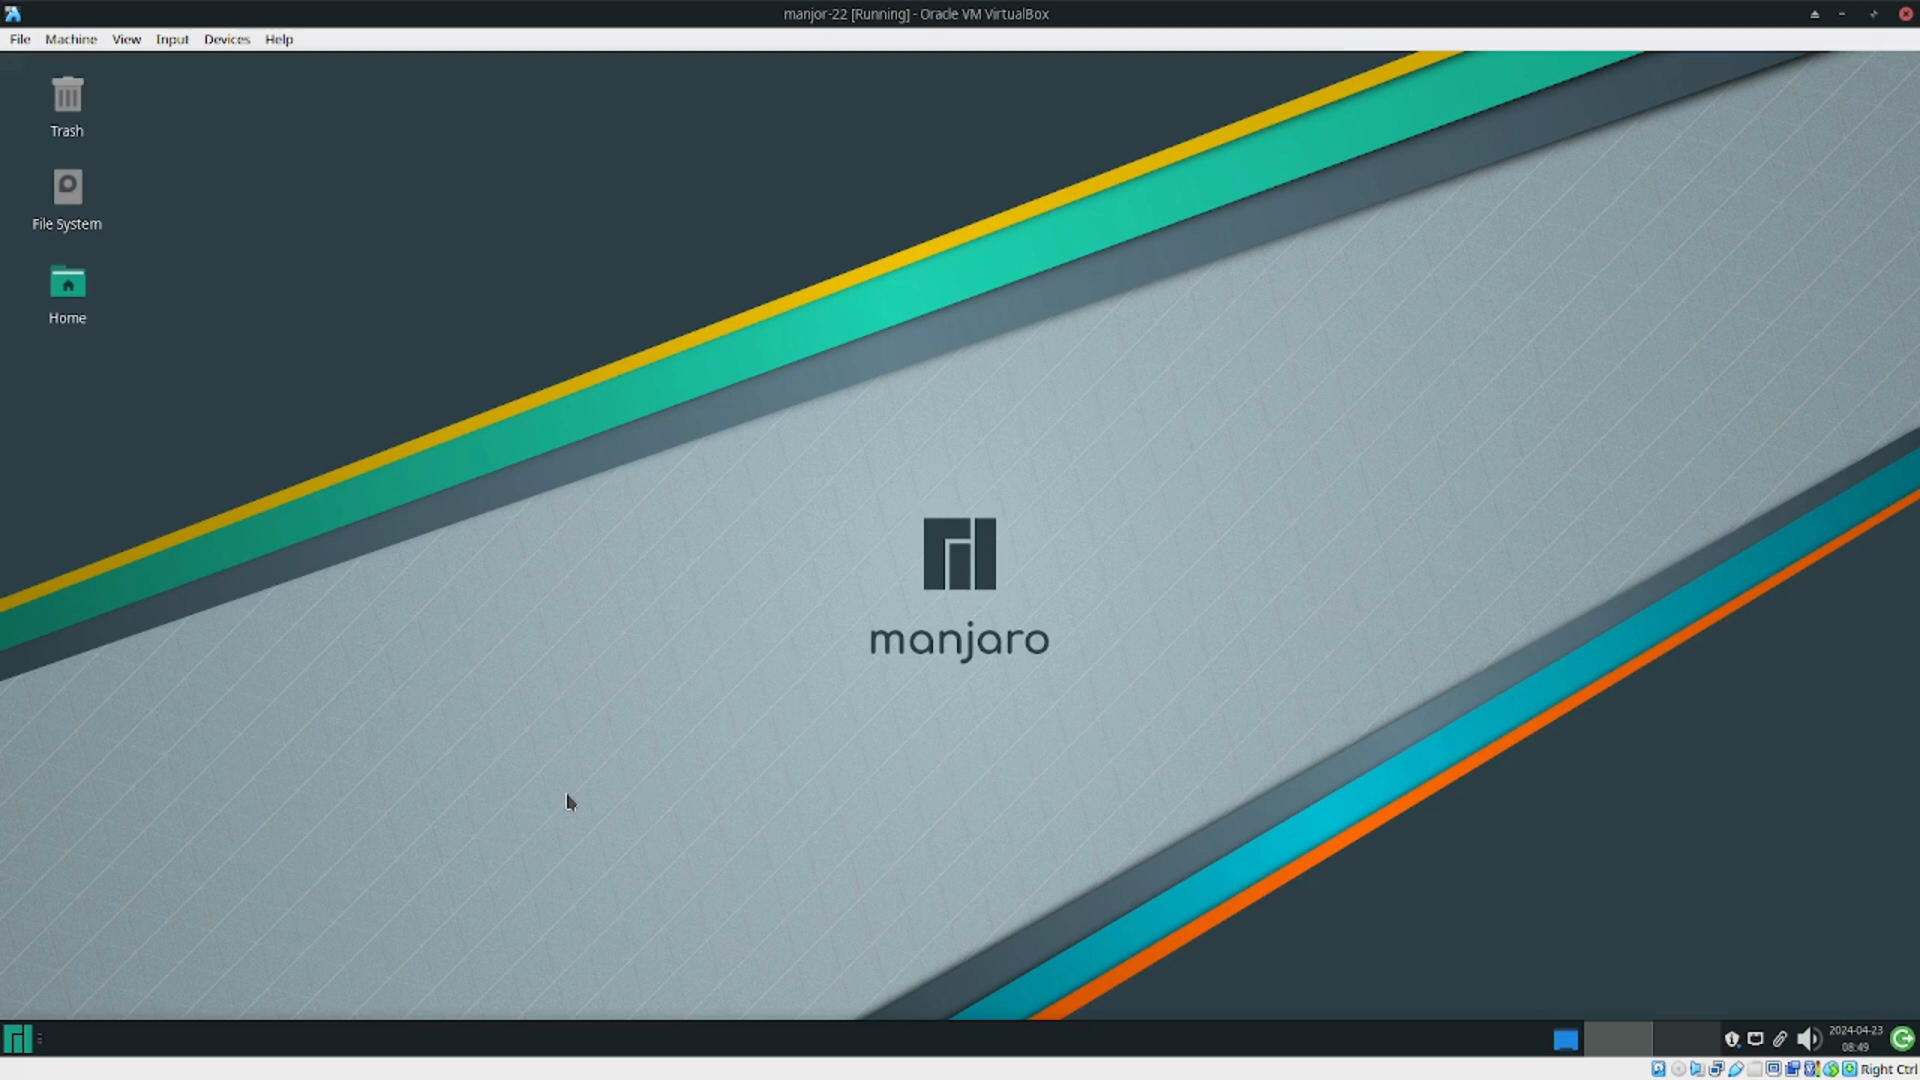 manjor-22 [Running] - Oracle VM VirtualBox
File Machine View Input Devices Help
Trash
File System
Home
manjaro
2024-04-23
08:49
Right Ctrl